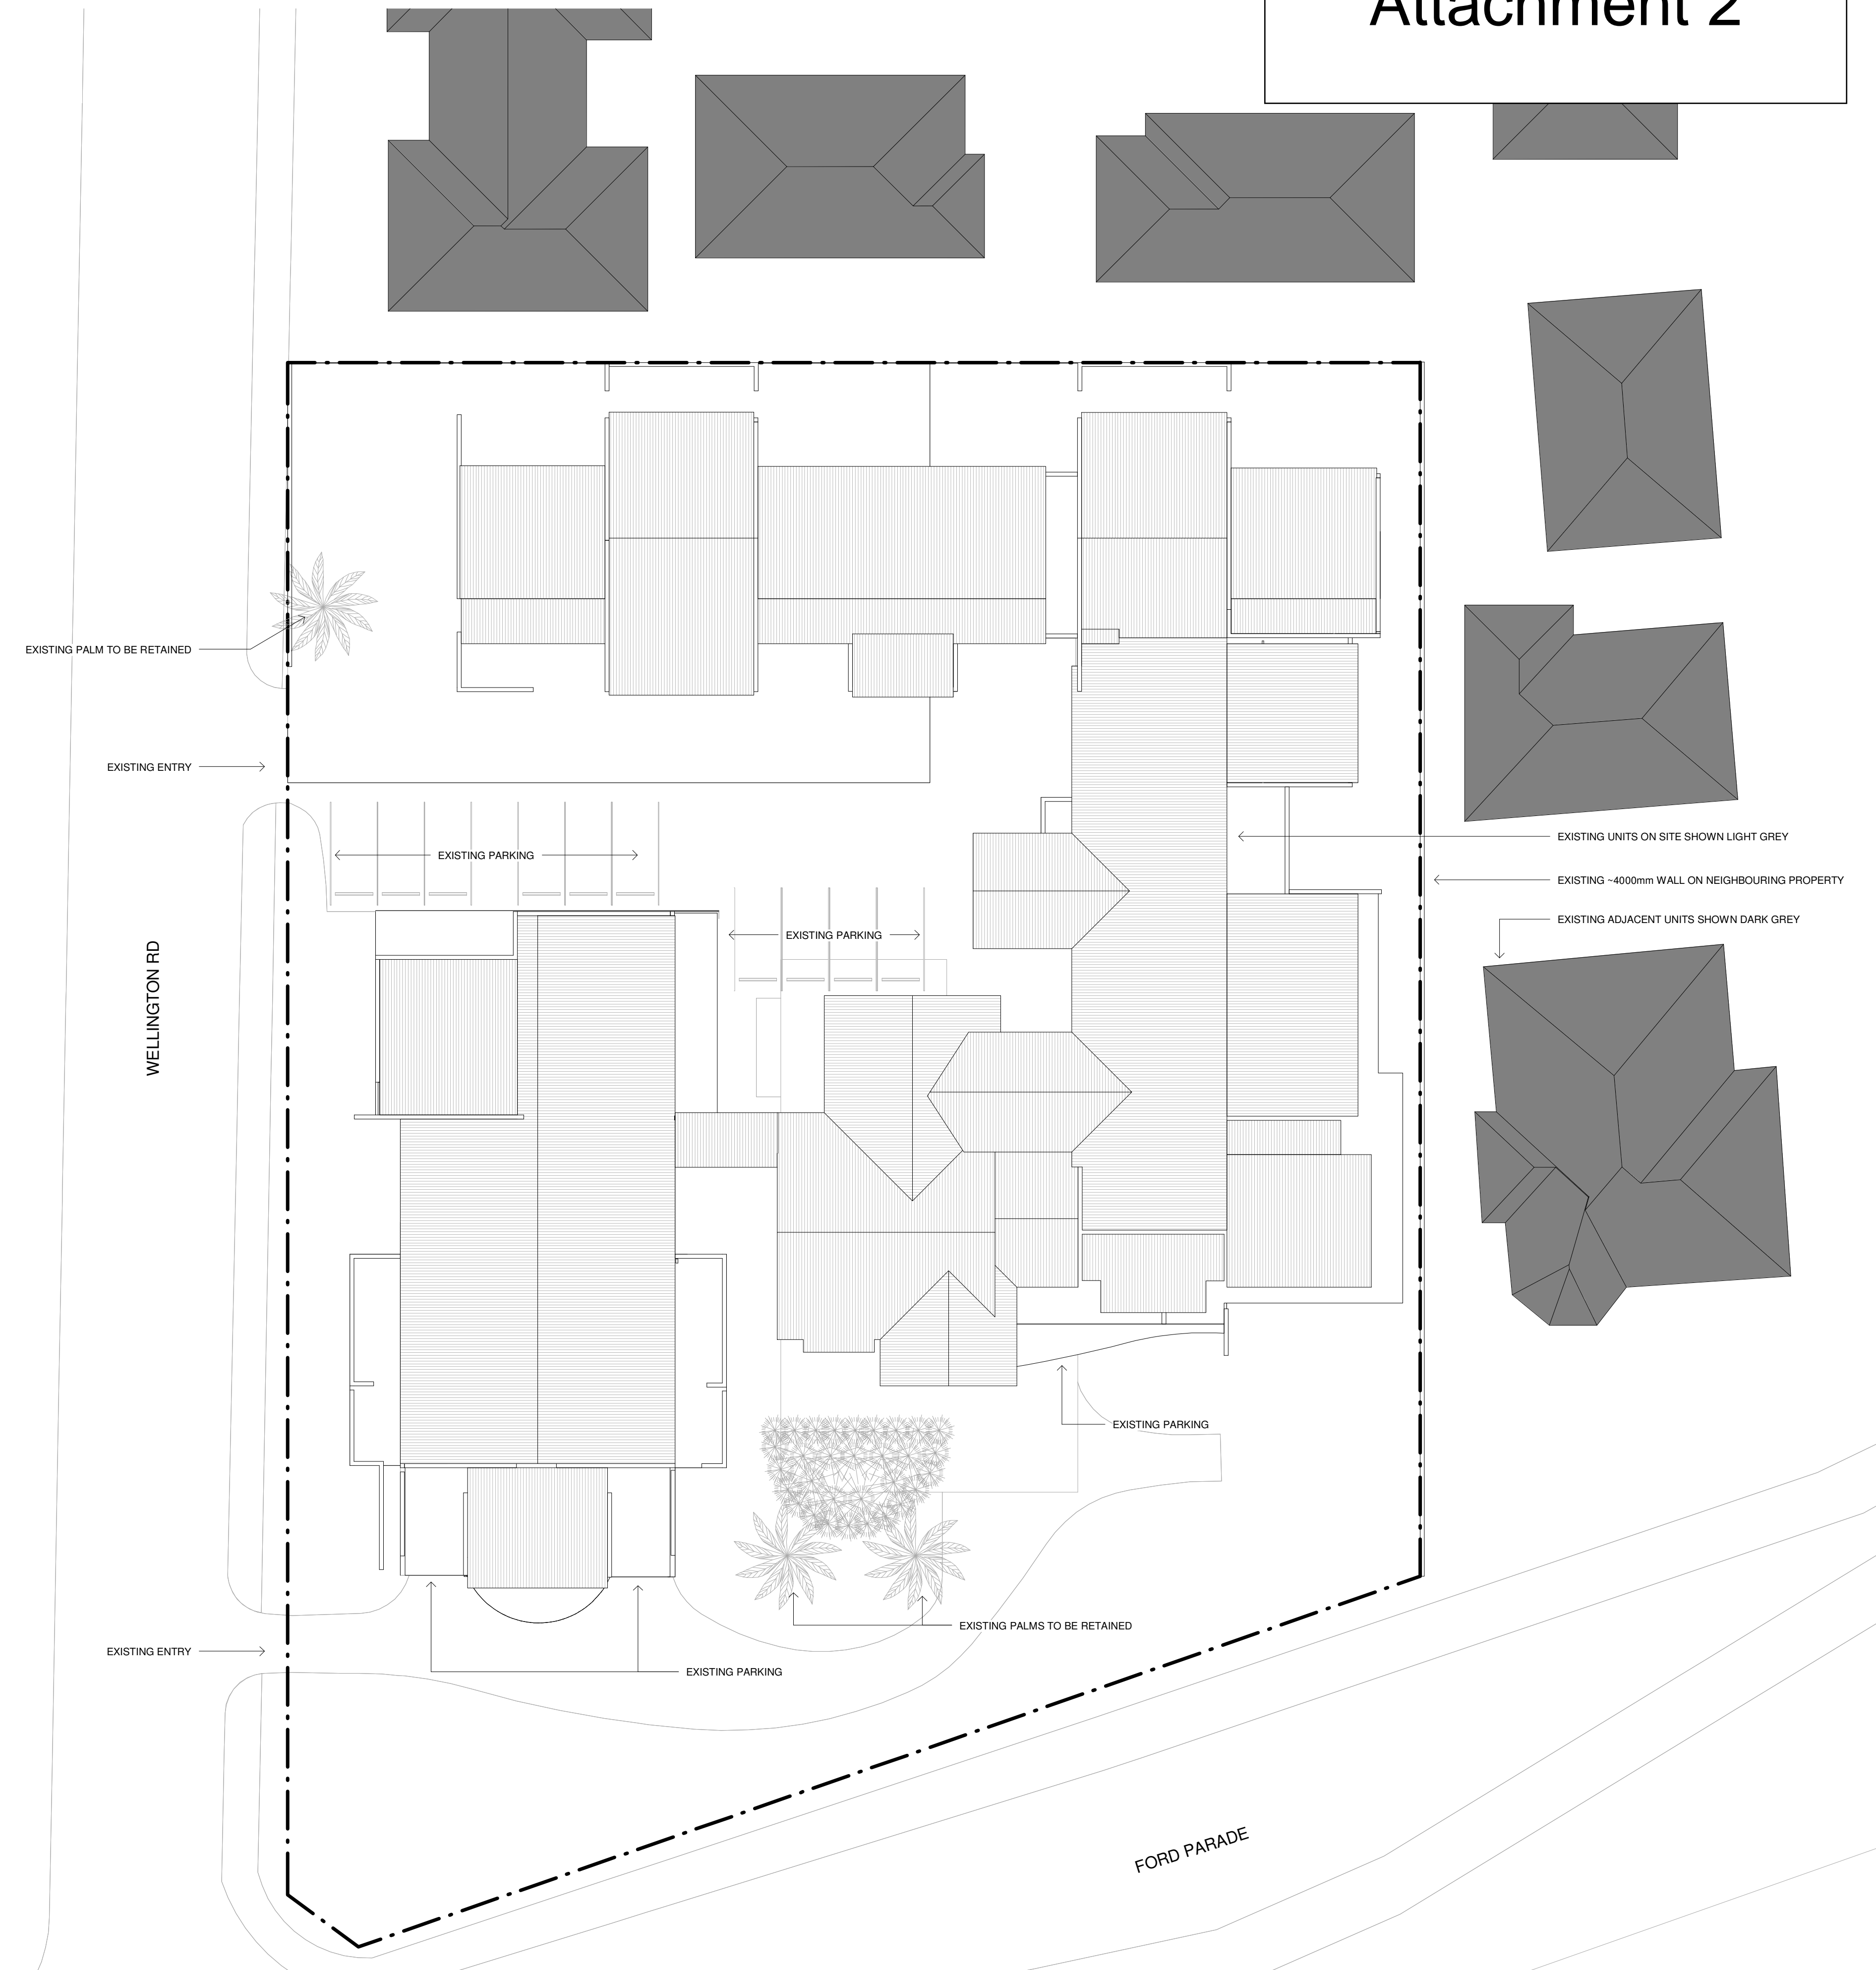 Attachment 2
EXISTING PALM TO BE RETAINED
EXISTING ENTRY
EXISTING UNITS ON SITE SHOWN LIGHT GREY
EXISTING PARKING
EXISTING ~4000mm WALL ON NEIGHBOURING PROPERTY
EXISTING ADJACENT UNITS SHOWN DARK GREY
EXISTING PARKING
WELLINGTON RD
EXISTING PARKING
EXISTING PALMS TO BE RETAINED
EXISTING ENTRY
EXISTING PARKING
FORD PARADE